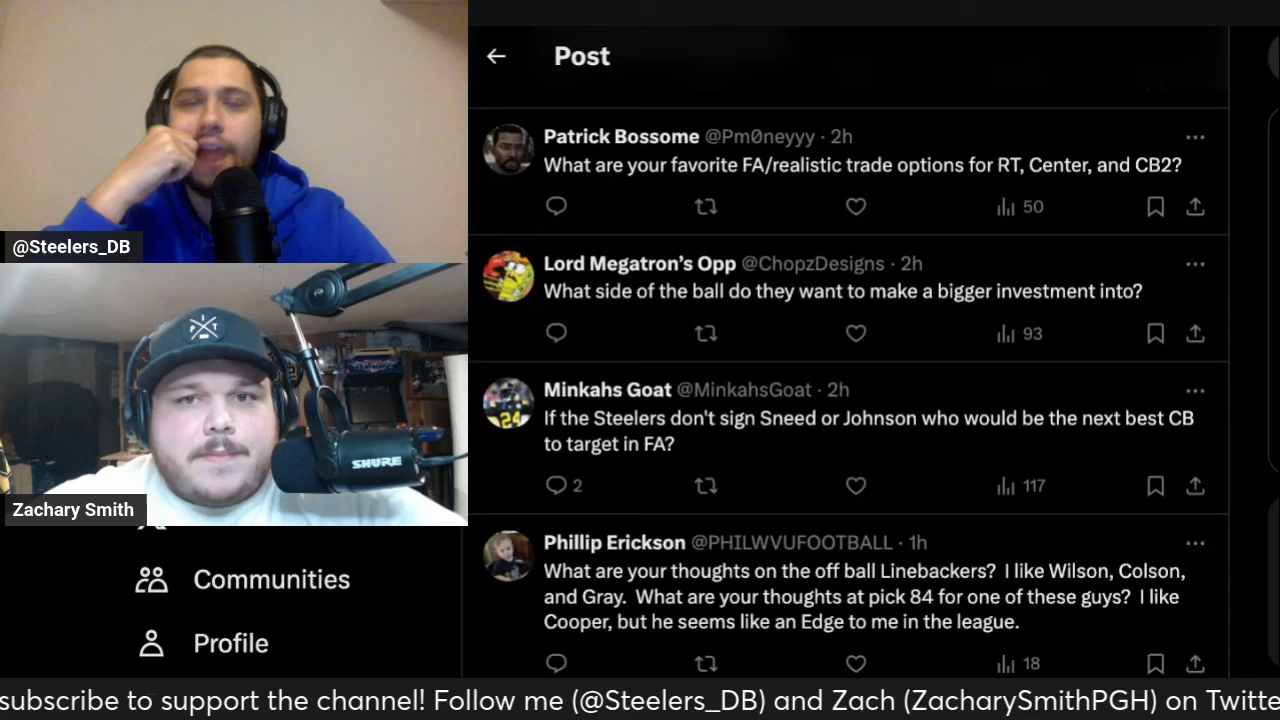 Post
Patrick Bossome @Pm0neyyy · 2h
What are your favorite FA/realistic trade options for RT, Center, and CB2?
50
@Steelers_DB
Lord Megatron's Opp @ChopzDesigns · 2h
What side of the ball do they want to make a bigger investment into?
93
Minkahs Goat @MinkahsGoat · 2h
If the Steelers don't sign Sneed or Johnson who would be the next best CB
to target in FA?
2 117
SHURE
Zachary Smith
Phillip Erickson @PHILWVUFOOTBALL · 1h
What are your thoughts on the off ball Linebackers? I like Wilson, Colson,
and Gray. What are your thoughts at pick 84 for one of these guys? I like
Cooper, but he seems like an Edge to me in the league.
18
Communities
Profile
subscribe to support the channel! Follow me (@Steelers_DB) and Zach (ZacharySmithPGH) on Twitte